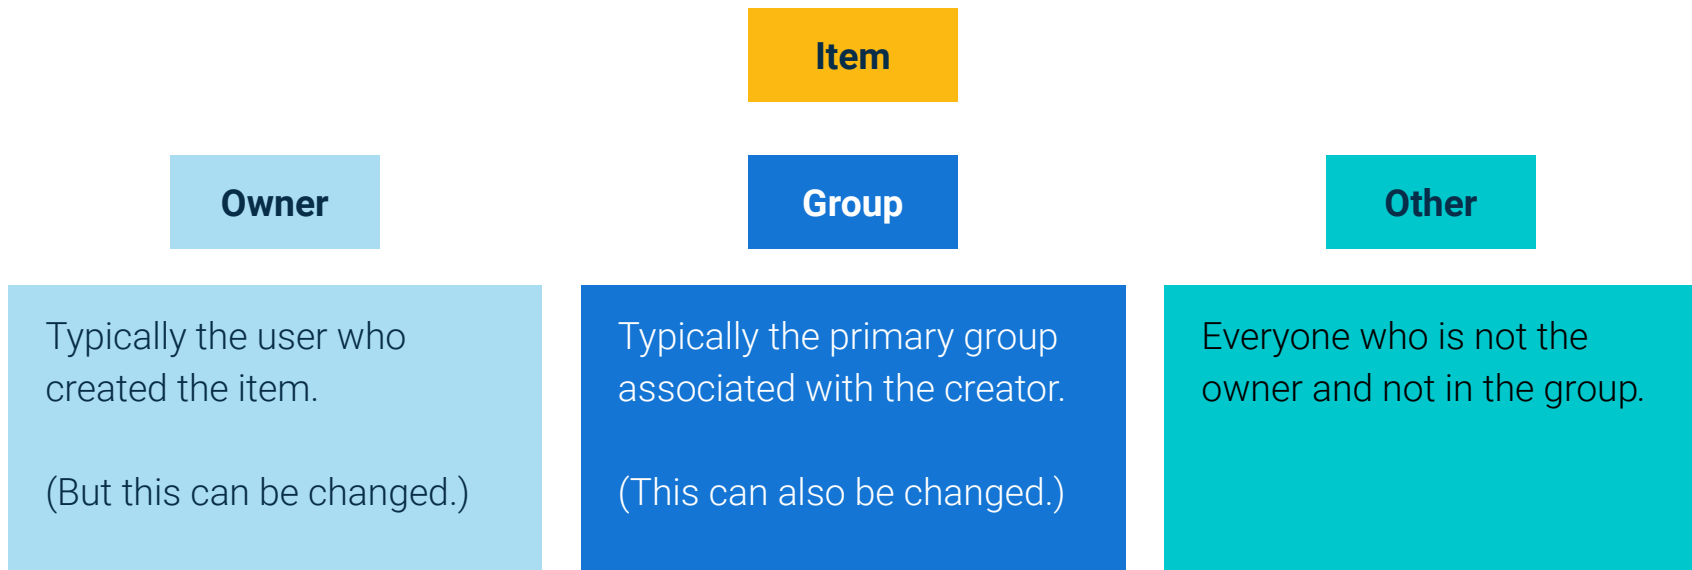 Item
Owner
Group
Other
Typically the user who
created the item.
(But this can be changed.)
Typically the primary group
associated with the creator.
(This can also be changed.)
Everyone who is not the
owner and not in the group.